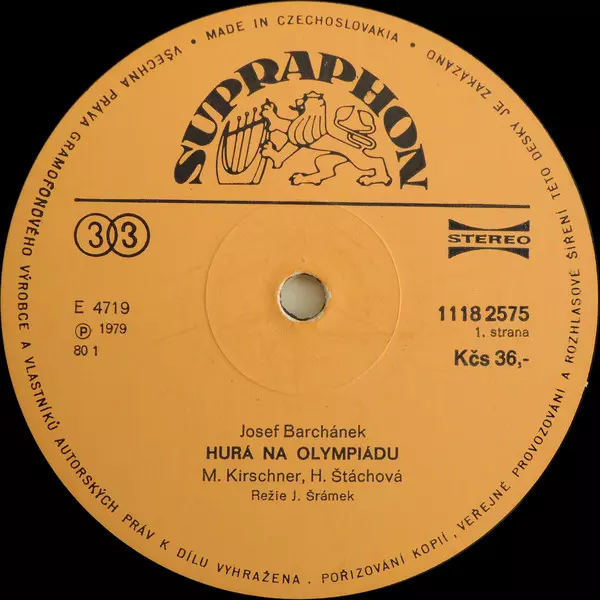 VŠECHNA PRÁVA GRAMOFONOVÉHO VÝROBCE A VLASTNÍKŮ AUTORSKÝCH PRÁV K DÍLU VYHRAŽENA. POŘIZOVÁNÍ KOPIÍ, VEŘEJNÉ PROVOZOVÁNÍ A ROZHLASOVÉ ŠÍŘENÍ TÉTO DESKY JE ZAKÁZÁNO
• MADE IN CZECHOSLOVAKIA •
SUPRAPHON
33
STEREO
E 4719
Ⓟ 1979
80 1
1118 2575
1. strana
Kčs 36,-
Josef Barchánek
HURÁ NA OLYMPIÁDU
M. Kirschner, H. Štáchová
Režie J. Šrámek